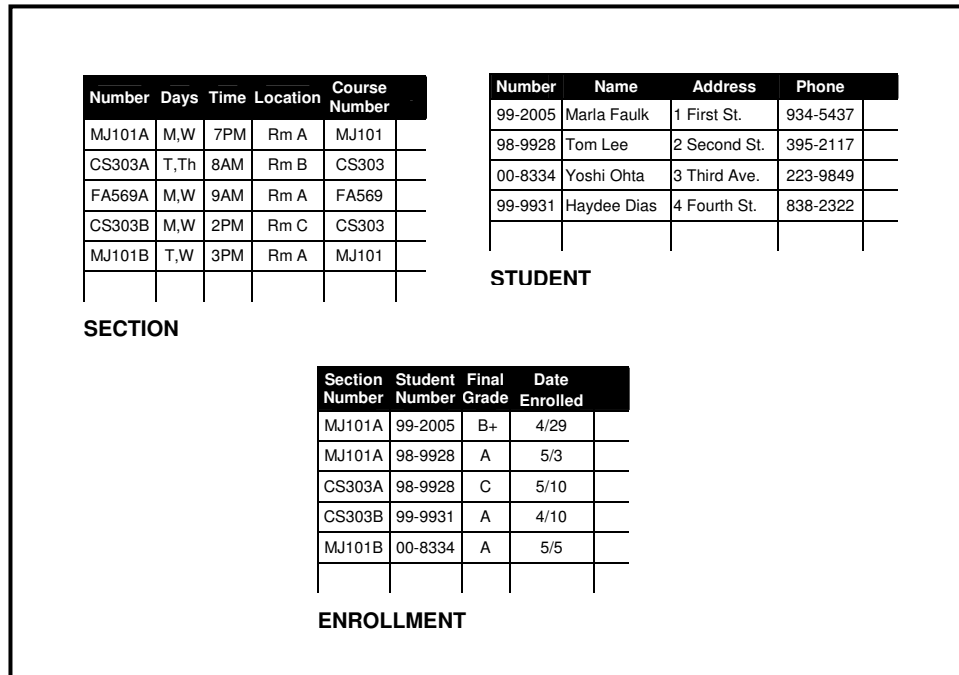 Number Days Time Location Course Number
MJ101A M,W 7PM Rm A MJ101
CS303A T,Th 8AM Rm B CS303
FA569A M,W 9AM Rm A FA569
CS303B M,W 2PM Rm C CS303
MJ101B T,W 3PM Rm A MJ101
SECTION
Number Name Address Phone
99-2005 Marla Faulk 1 First St. 934-5437
98-9928 Tom Lee 2 Second St. 395-2117
00-8334 Yoshi Ohta 3 Third Ave. 223-9849
99-9931 Haydee Dias 4 Fourth St. 838-2322
STUDENT
Section Student Final Date
Number Number Grade Enrolled
MJ101A 99-2005 B+ 4/29
MJ101A 98-9928 A 5/3
CS303A 98-9928 C 5/10
CS303B 99-9931 A 4/10
MJ101B 00-8334 A 5/5
ENROLLMENT